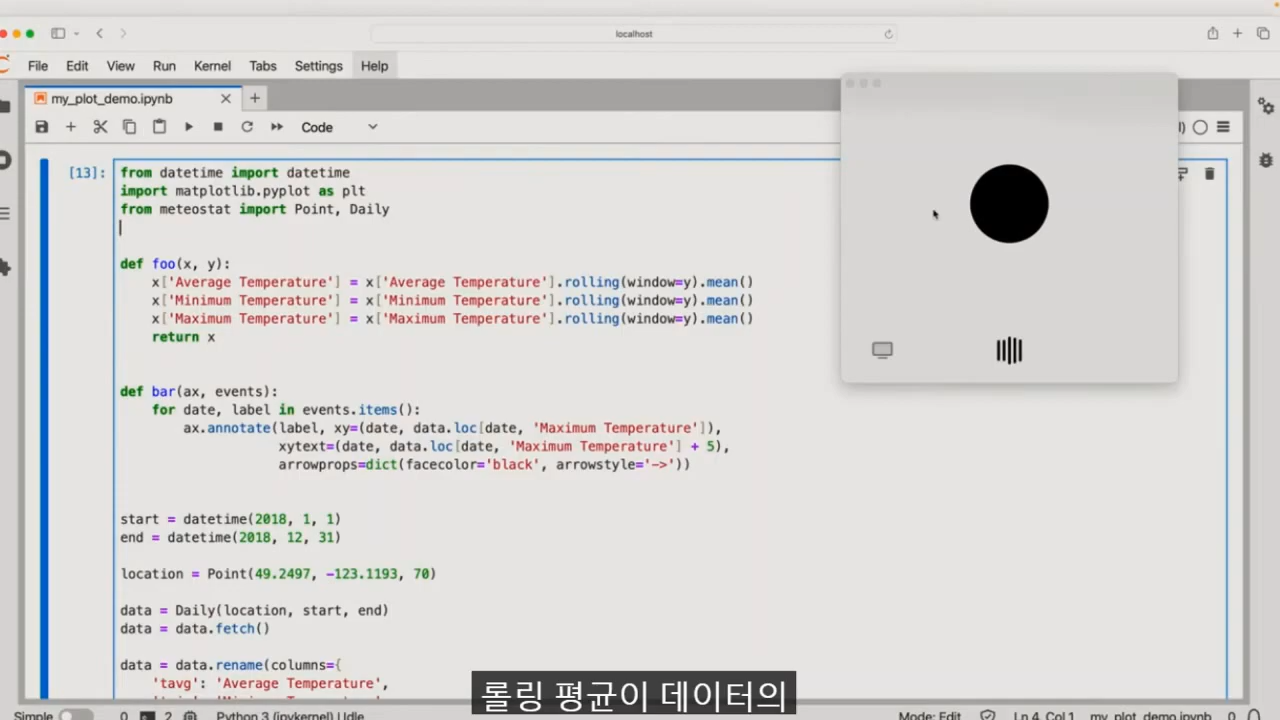 localhost
File Edit View Run Kernel Tabs Settings Help
my_plot_demo.ipynb
Code
[13]:
from datetime import datetime
import matplotlib.pyplot as plt
from meteostat import Point, Daily
def foo(x, y):
x['Average Temperature'] = x['Average Temperature'].rolling(window=y).mean()
x['Minimum Temperature'] = x['Minimum Temperature'].rolling(window=y).mean()
x['Maximum Temperature'] = x['Maximum Temperature'].rolling(window=y).mean()
return x
def bar(ax, events):
for date, label in events.items():
ax.annotate(label, xy=(date, data.loc[date, 'Maximum Temperature']),
xytext=(date, data.loc[date, 'Maximum Temperature'] + 5),
arrowprops=dict(facecolor='black', arrowstyle='->'))
start = datetime(2018, 1, 1)
end = datetime(2018, 12, 31)
location = Point(49.2497, -123.1193, 70)
data = Daily(location, start, end)
data = data.fetch()
data = data.rename(columns={
'tavg': 'Average Temperature',
롤링 평균이 데이터의
Simple 0 2 Python 3 (ipykernel) Idle Mode: Edit Ln 4, Col 1 my_plot_demo.ipynb 0